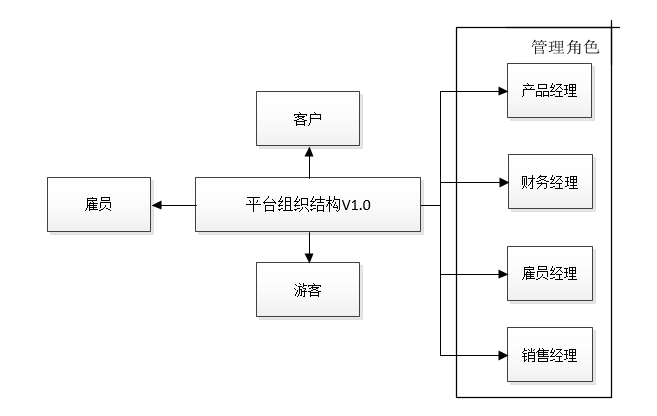 管理角色
产品经理
客户
财务经理
雇员
平台组织结构V1.0
雇员经理
游客
销售经理